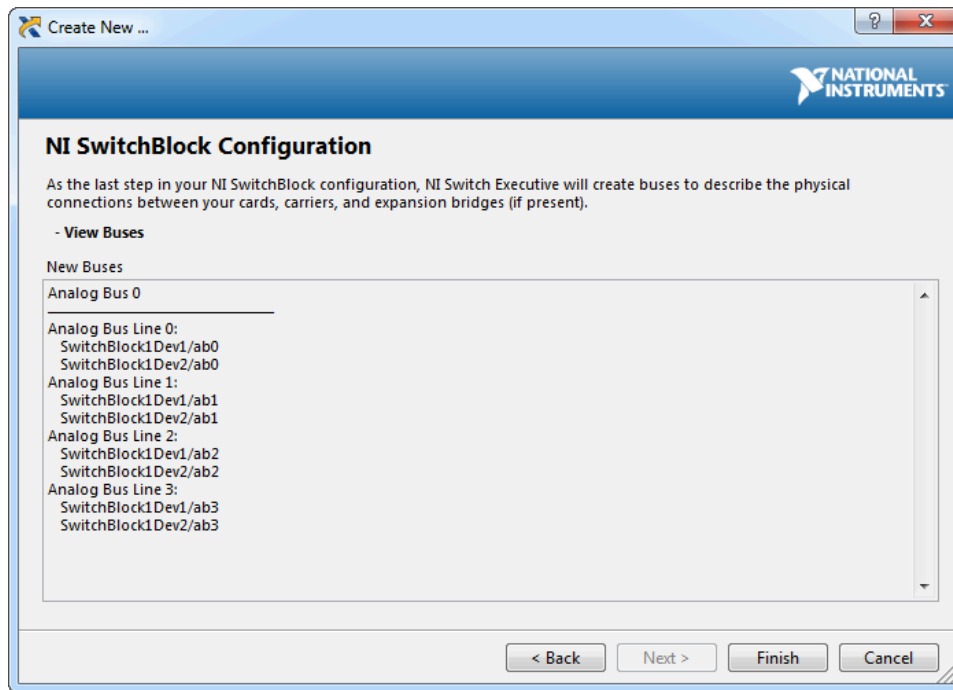 Create New ...
NATIONAL
INSTRUMENTS
NI SwitchBlock Configuration
As the last step in your NI SwitchBlock configuration, NI Switch Executive will create buses to describe the physical
connections between your cards, carriers, and expansion bridges (if present).
- View Buses
New Buses
Analog Bus 0
Analog Bus Line 0:
SwitchBlock1Dev1/ab0
SwitchBlock1Dev2/ab0
Analog Bus Line 1:
SwitchBlock1Dev1/ab1
SwitchBlock1Dev2/ab1
Analog Bus Line 2:
SwitchBlock1Dev1/ab2
SwitchBlock1Dev2/ab2
Analog Bus Line 3:
SwitchBlock1Dev1/ab3
SwitchBlock1Dev2/ab3
< Back Next > Finish Cancel